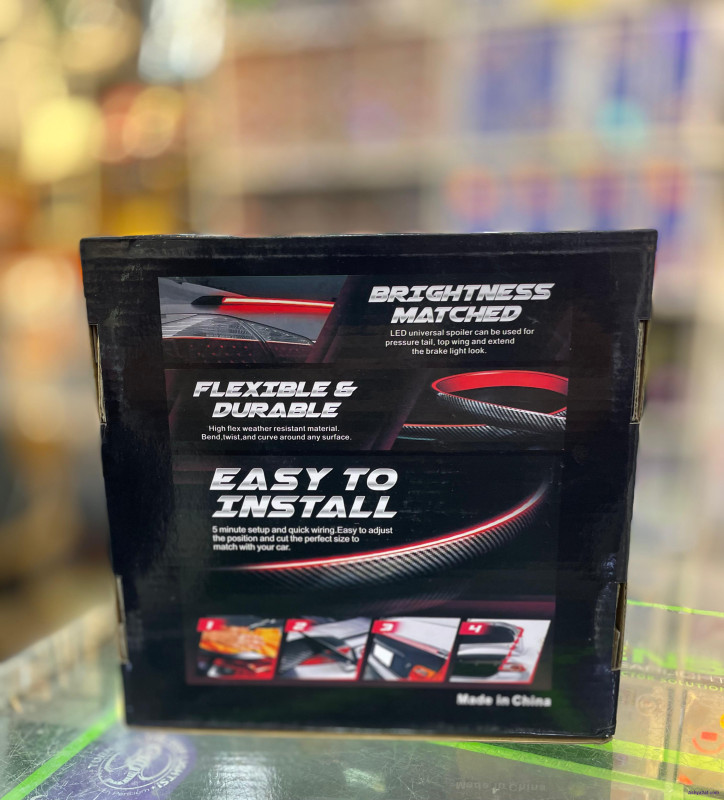 BRIGHTNESS
MATCHED
LED universal spoiler can be used for
pressure tail, top wing and extend
the brake light look.
FLEXIBLE &
DURABLE
High flex weather resistant material.
Bend,twist,and curve around any surface.
EASY TO
INSTALL
5 minute setup and quick wiring.Easy to adjust
the position and cut the perfect size to
match with your car.
1 2 3 4
Made in China